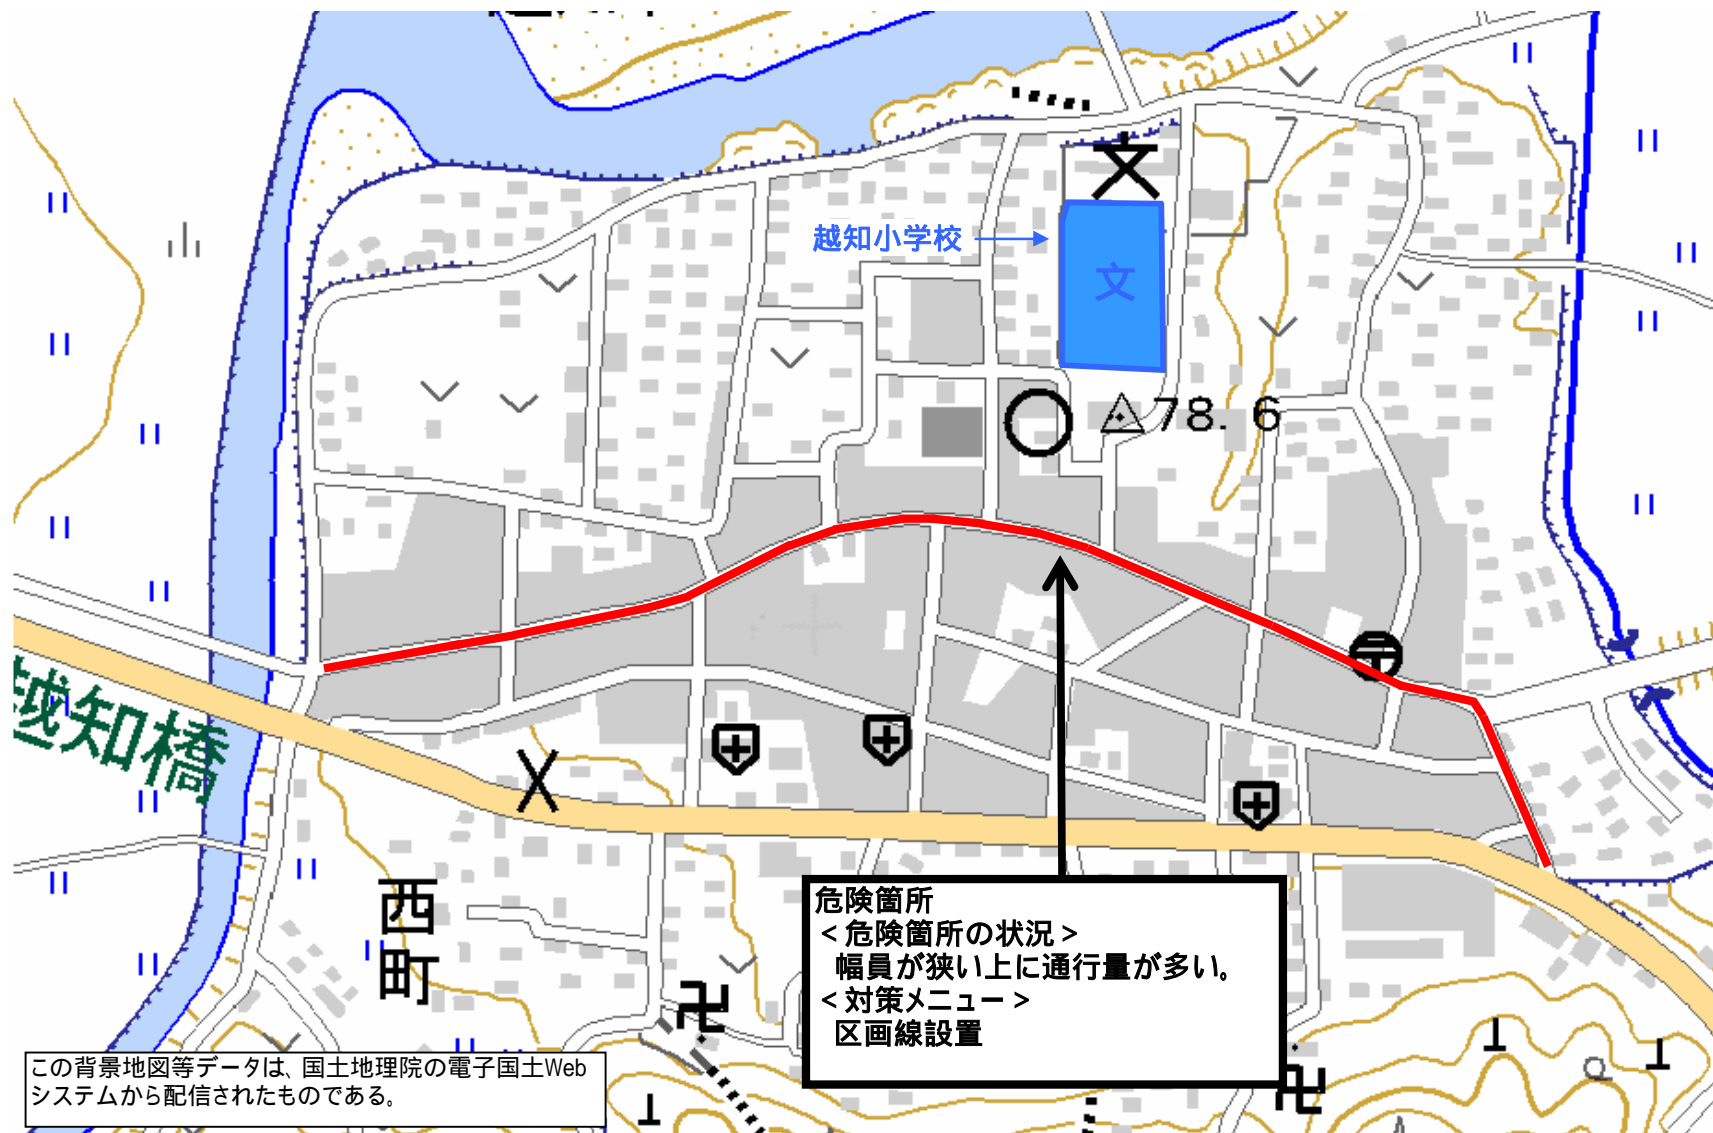 越知小学校
文
文
78.6
越知橋
西町
危険箇所
＜危険箇所の状況＞
幅員が狭い上に通行量が多い。
＜対策メニュー＞
区画線設置
この背景地図等データは、国土地理院の電子国土Web
システムから配信されたものである。